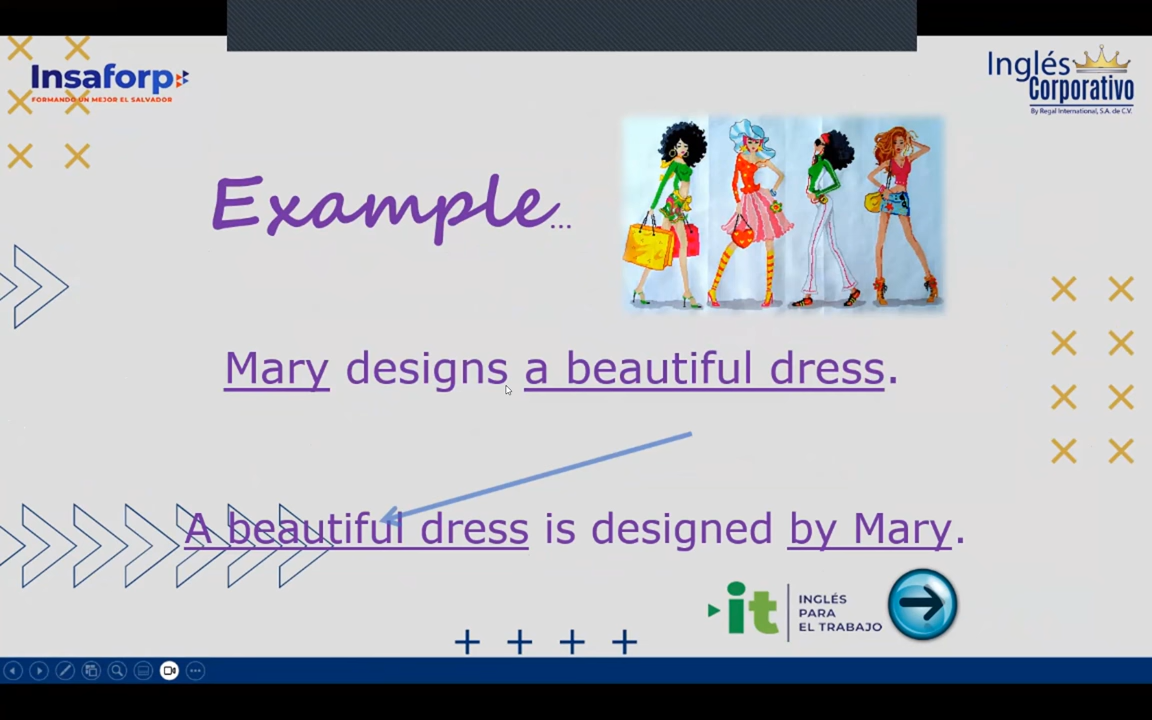 Insaforp
FORMANDO UN MEJOR EL SALVADOR
Inglés
Corporativo
By Regal International, S.A. de C.V.
Example...
Mary designs a beautiful dress.
A beautiful dress is designed by Mary.
it
INGLÉS
PARA
EL TRABAJO